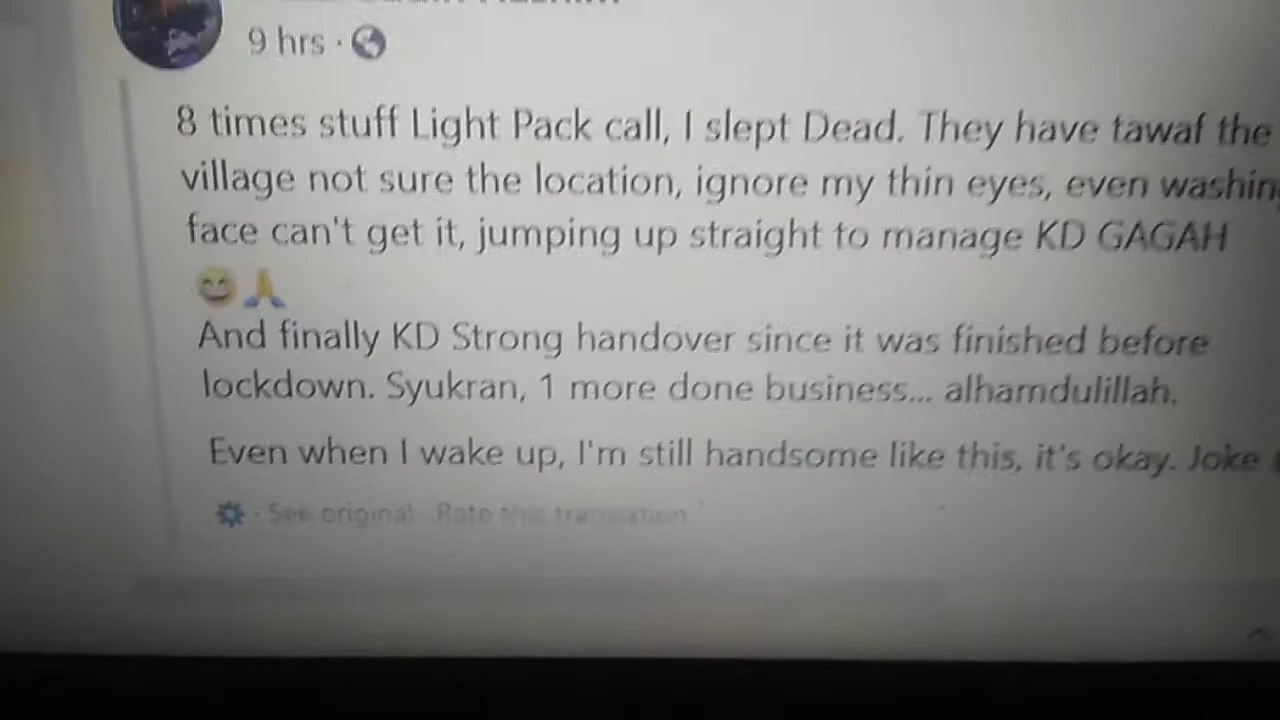 9 hrs ·
8 times stuff Light Pack call, I slept Dead. They have tawaf the
village not sure the location, ignore my thin eyes, even washin
face can't get it, jumping up straight to manage KD GAGAH
😄🙏
And finally KD Strong handover since it was finished before
lockdown. Syukran, 1 more done business... alhamdulillah.
Even when I wake up, I'm still handsome like this, it's okay. Joke
· See original · Rate this translation